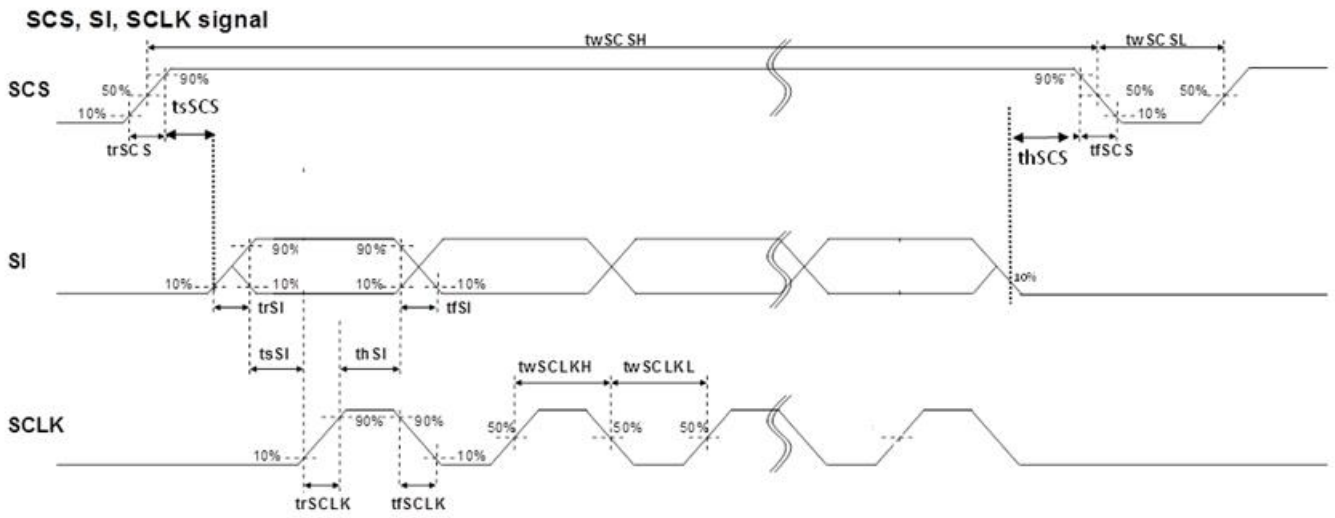 SCS, SI, SCLK signal
twSCSH
twSCSL
SCS
90%
90%
50%
tsSCS
50%
50%
10%
10%
trSCS
thSCS
tfSCS
SI
90%
90%
10%
10%
10%
10%
10%
trSI
tfSI
tsSI
thSI
twSCLKH
twSCLKL
SCLK
90%
90%
50%
50%
50%
10%
10%
trSCLK
tfSCLK